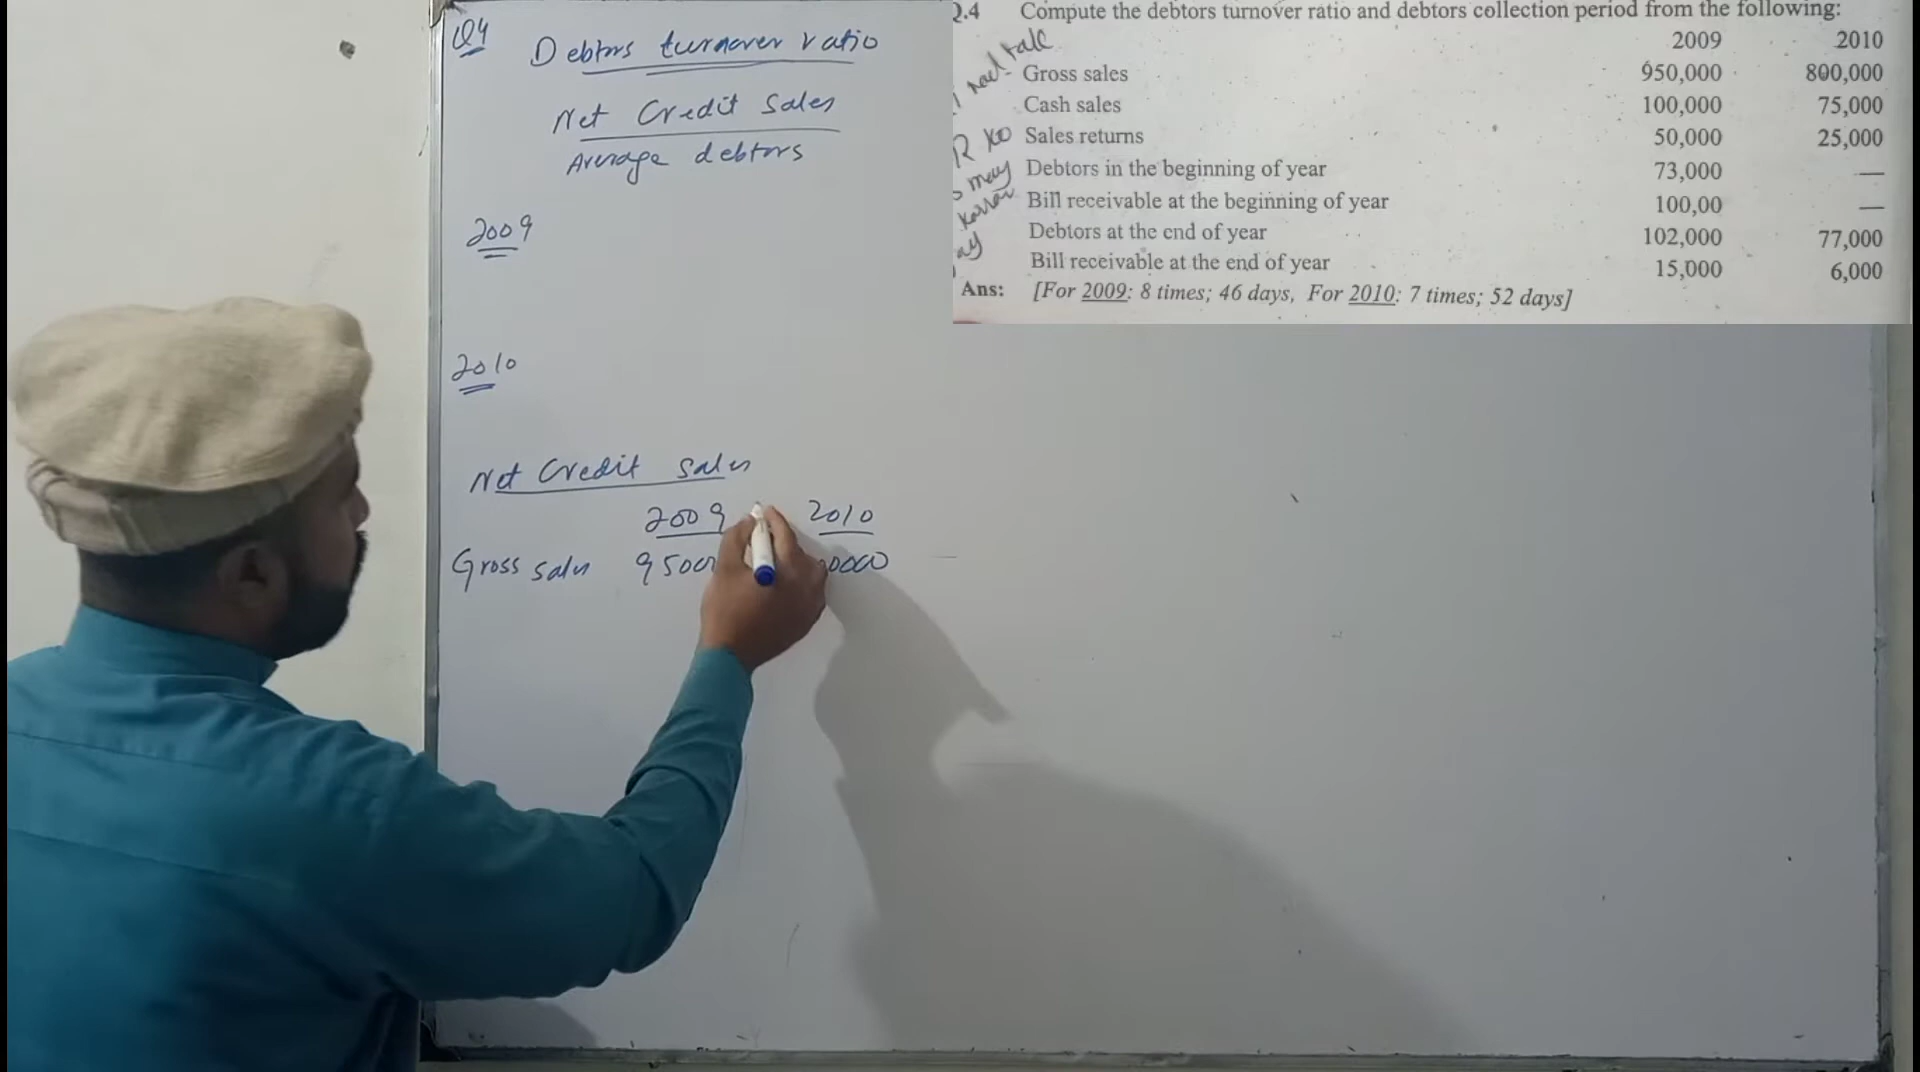 Q4
Debtors turnover ratio
Net Credit Sales
Average debtors
2009
2010
Net Credit Sales
2009 2010
Gross sales 9500 0000
Q.4 Compute the debtors turnover ratio and debtors collection period from the following:
2009 2010
Gross sales 950,000 800,000
Cash sales 100,000 75,000
Sales returns 50,000 25,000
Debtors in the beginning of year 73,000 —
Bill receivable at the beginning of year 100,00 —
Debtors at the end of year 102,000 77,000
Bill receivable at the end of year 15,000 6,000
Ans: [For 2009: 8 times; 46 days, For 2010: 7 times; 52 days]
may